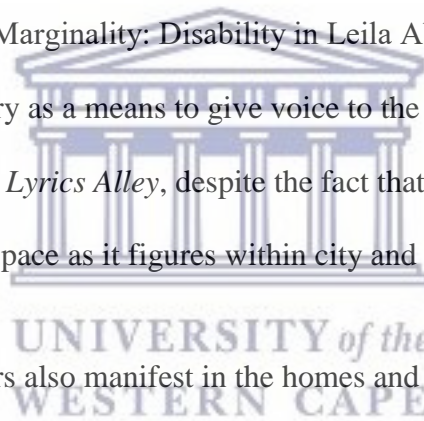 Marginality: Disability in Leila A
ry as a means to give voice to the
Lyrics Alley, despite the fact that
pace as it figures within city and
UNIVERSITY of the
rs also manifest in the homes and
WESTERN CAPE